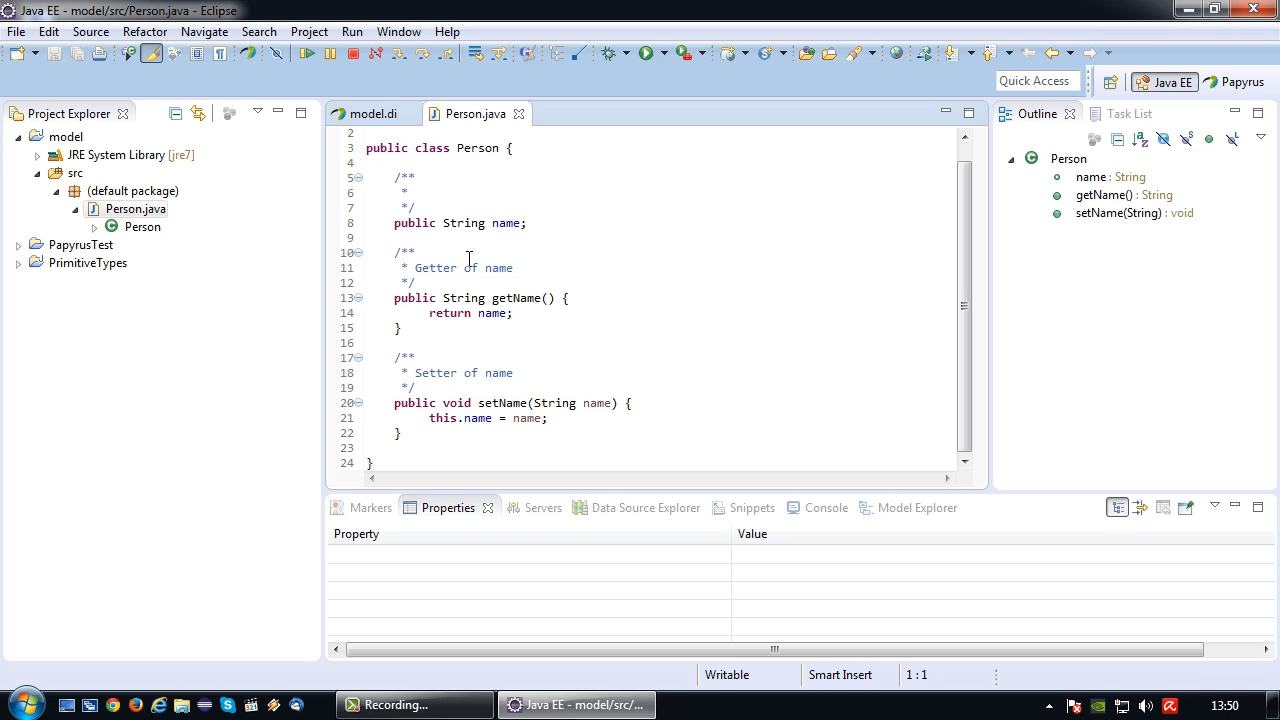 Java EE - model/src/Person.java - Eclipse
File Edit Source Refactor Navigate Search Project Run Window Help
Quick Access Java EE Papyrus
Project Explorer
model
JRE System Library [jre7]
src
(default package)
Person.java
Person
PapyrusTest
PrimitiveTypes
model.di Person.java
2
3 public class Person {
4
5 /**
6 *
7 */
8 public String name;
9
10 /**
11 * Getter of name
12 */
13 public String getName() {
14 return name;
15 }
16
17 /**
18 * Setter of name
19 */
20 public void setName(String name) {
21 this.name = name;
22 }
23
24 }
Outline Task List
Person
name : String
getName() : String
setName(String) : void
Markers Properties Servers Data Source Explorer Snippets Console Model Explorer
Property Value
Writable Smart Insert 1 : 1
Recording... Java EE - model/src/... 13:50